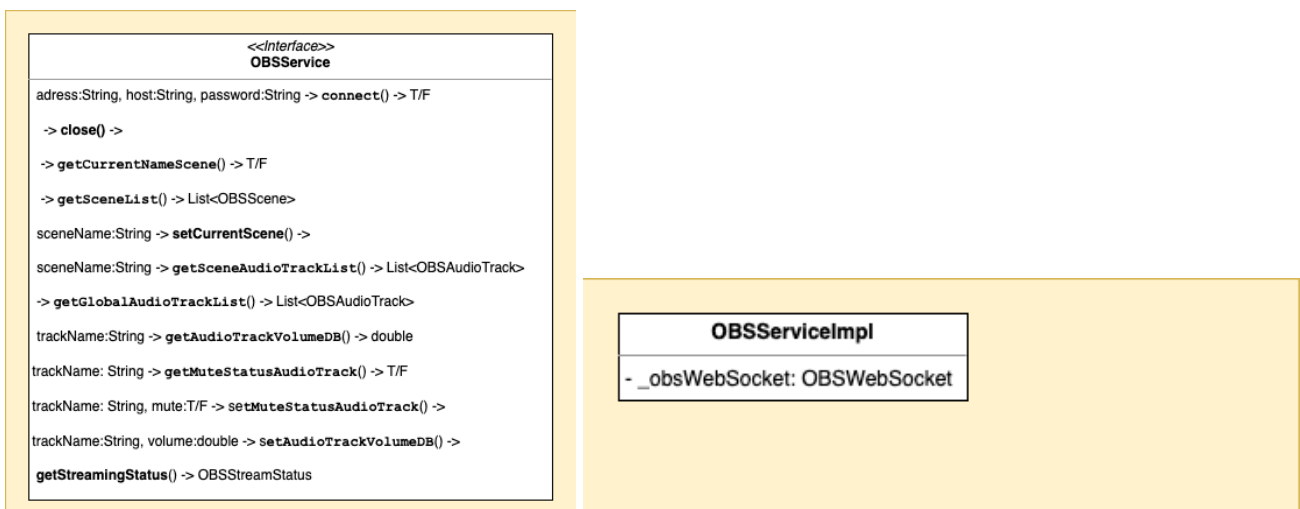 <<Interface>>
OBSService
adress:String, host:String, password:String -> connect() -> T/F
-> close() ->
-> getCurrentNameScene() -> T/F
-> getSceneList() -> List<OBSScene>
sceneName:String -> setCurrentScene() ->
sceneName:String -> getSceneAudioTrackList() -> List<OBSAudioTrack>
-> getGlobalAudioTrackList() -> List<OBSAudioTrack>
trackName:String -> getAudioTrackVolumeDB() -> double
trackName: String -> getMuteStatusAudioTrack() -> T/F
trackName: String, mute:T/F -> setMuteStatusAudioTrack() ->
trackName:String, volume:double -> setAudioTrackVolumeDB() ->
getStreamingStatus() -> OBSStreamStatus
OBSServiceImpl
- _obsWebSocket: OBSWebSocket